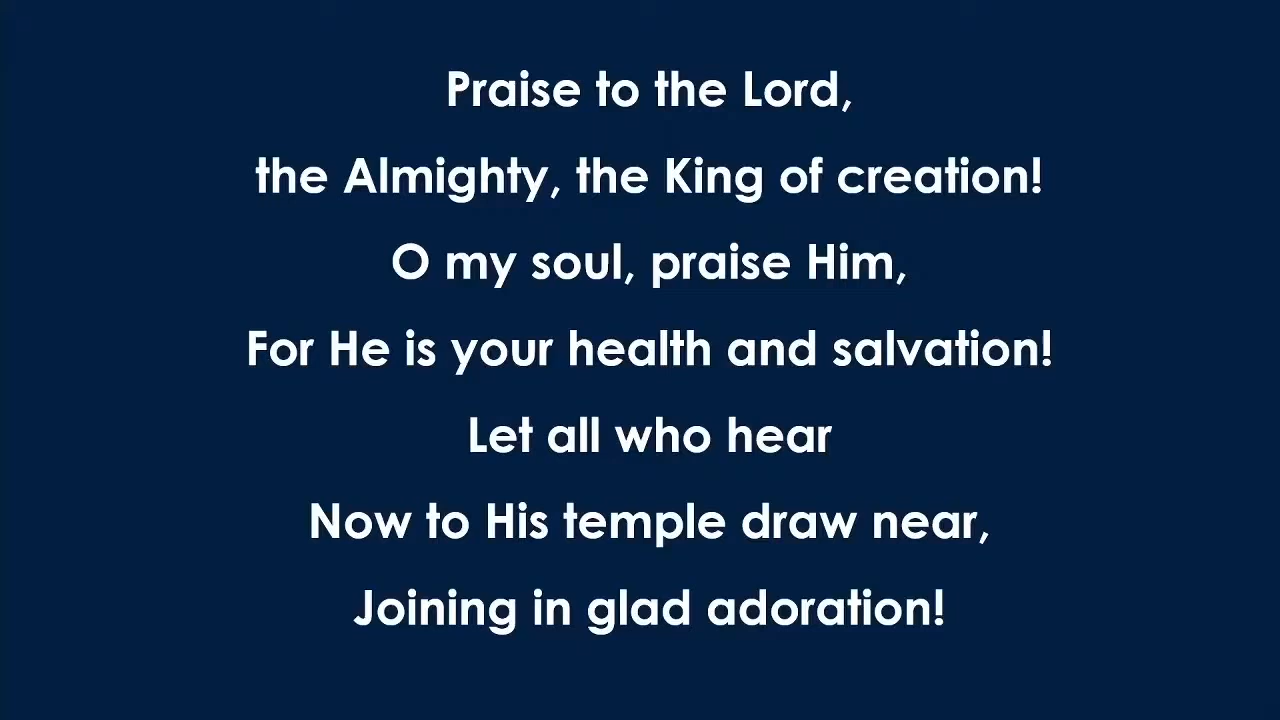 Praise to the Lord,
the Almighty, the King of creation!
O my soul, praise Him,
For He is your health and salvation!
Let all who hear
Now to His temple draw near,
Joining in glad adoration!